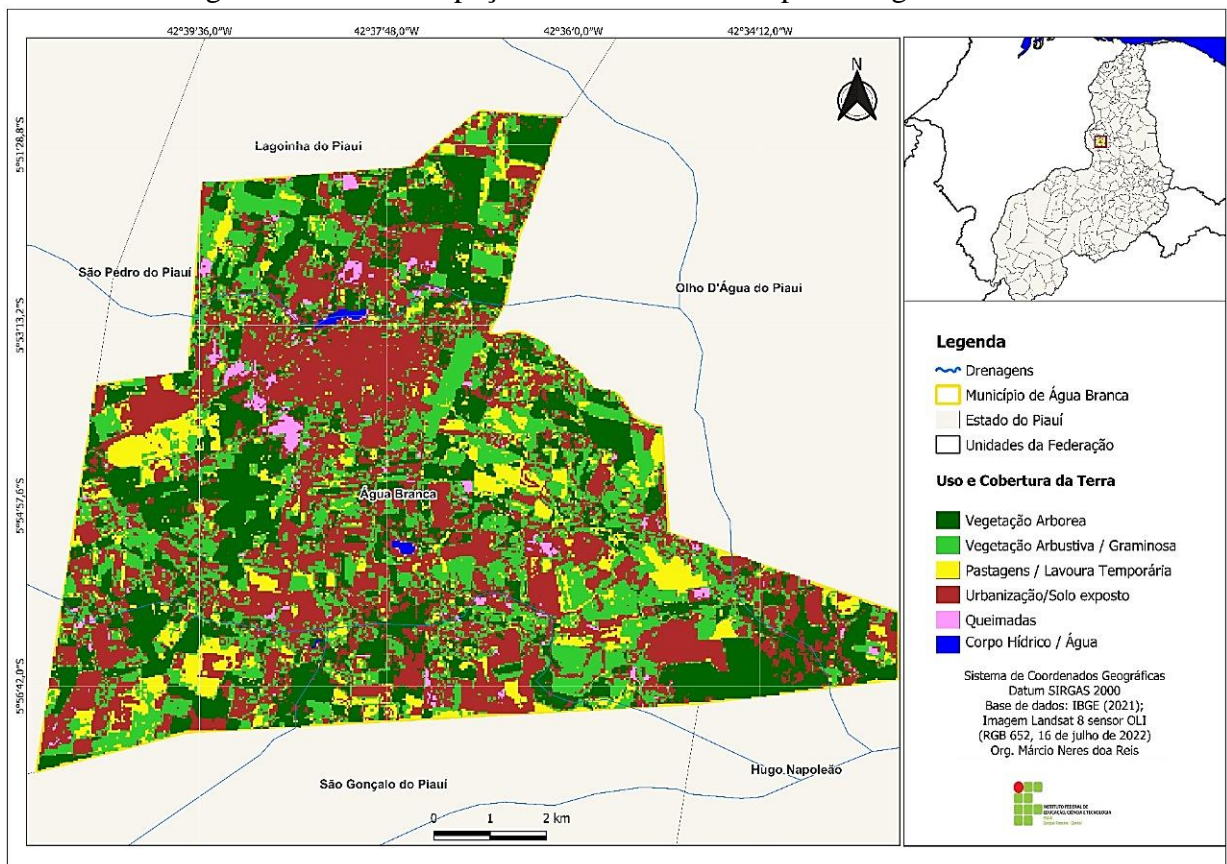 42°39'36,0"W
42°37'48,0"W
42°36'0,0"W
42°34'12,0"W
N
5°51'28,8"S
5°53'13,2"S
5°54'57,6"S
5°56'42,0"S
Lagoinha do Piauí
São Pedro do Piauí
Olho D'Água do Piauí
Água Branca
São Gonçalo do Piauí
Hugo Napoleão
0 1 2 km
Legenda
Drenagens
Município de Água Branca
Estado do Piauí
Unidades da Federação
Uso e Cobertura da Terra
Vegetação Arborea
Vegetação Arbustiva / Graminosa
Pastagens / Lavoura Temporária
Urbanização/Solo exposto
Queimadas
Corpo Hídrico / Água
Sistema de Coordenados Geográficas
Datum SIRGAS 2000
Base de dados: IBGE (2021);
Imagem Landsat 8 sensor OLI
(RGB 652, 16 de julho de 2022)
Org. Márcio Neres doa Reis
INSTITUTO FEDERAL DE
EDUCAÇÃO, CIÊNCIA E TECNOLOGIA